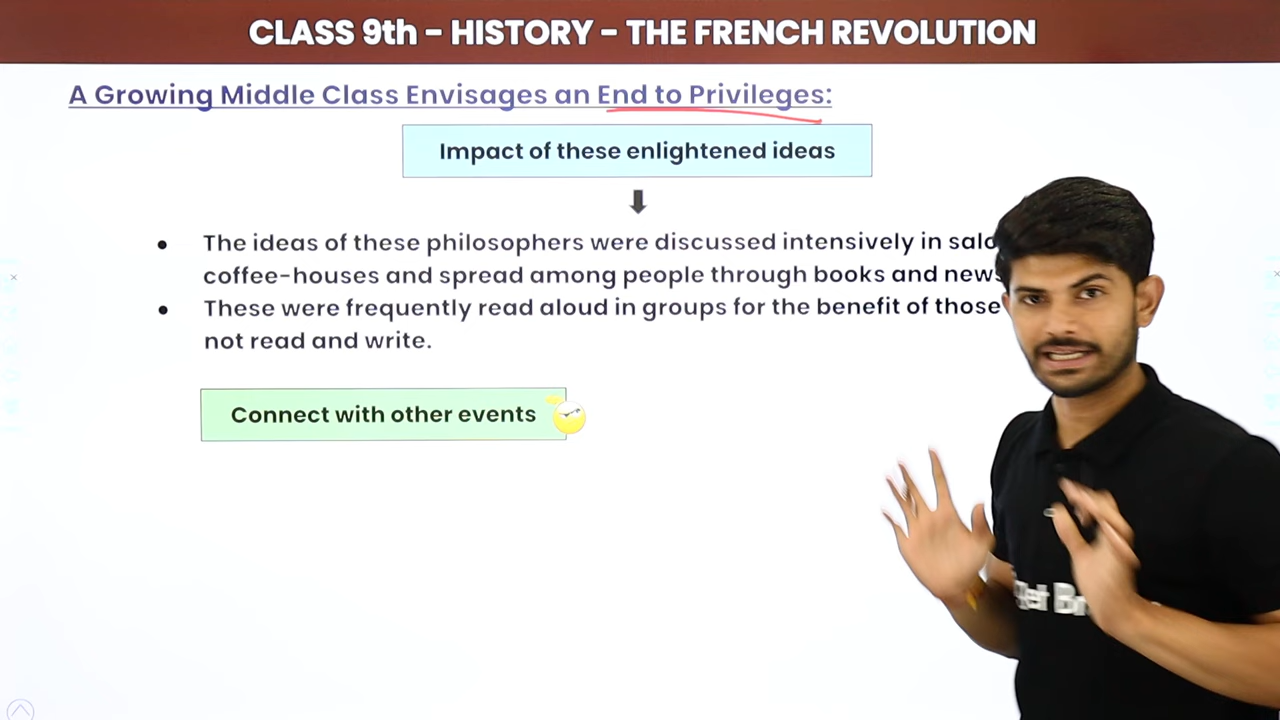 CLASS 9th – HISTORY – THE FRENCH REVOLUTION
A Growing Middle Class Envisages an End to Privileges:
Impact of these enlightened ideas
The ideas of these philosophers were discussed intensively in
coffee-houses and spread among people through books and
These were frequently read aloud in groups for the benefit of those
not read and write.
Connect with other events